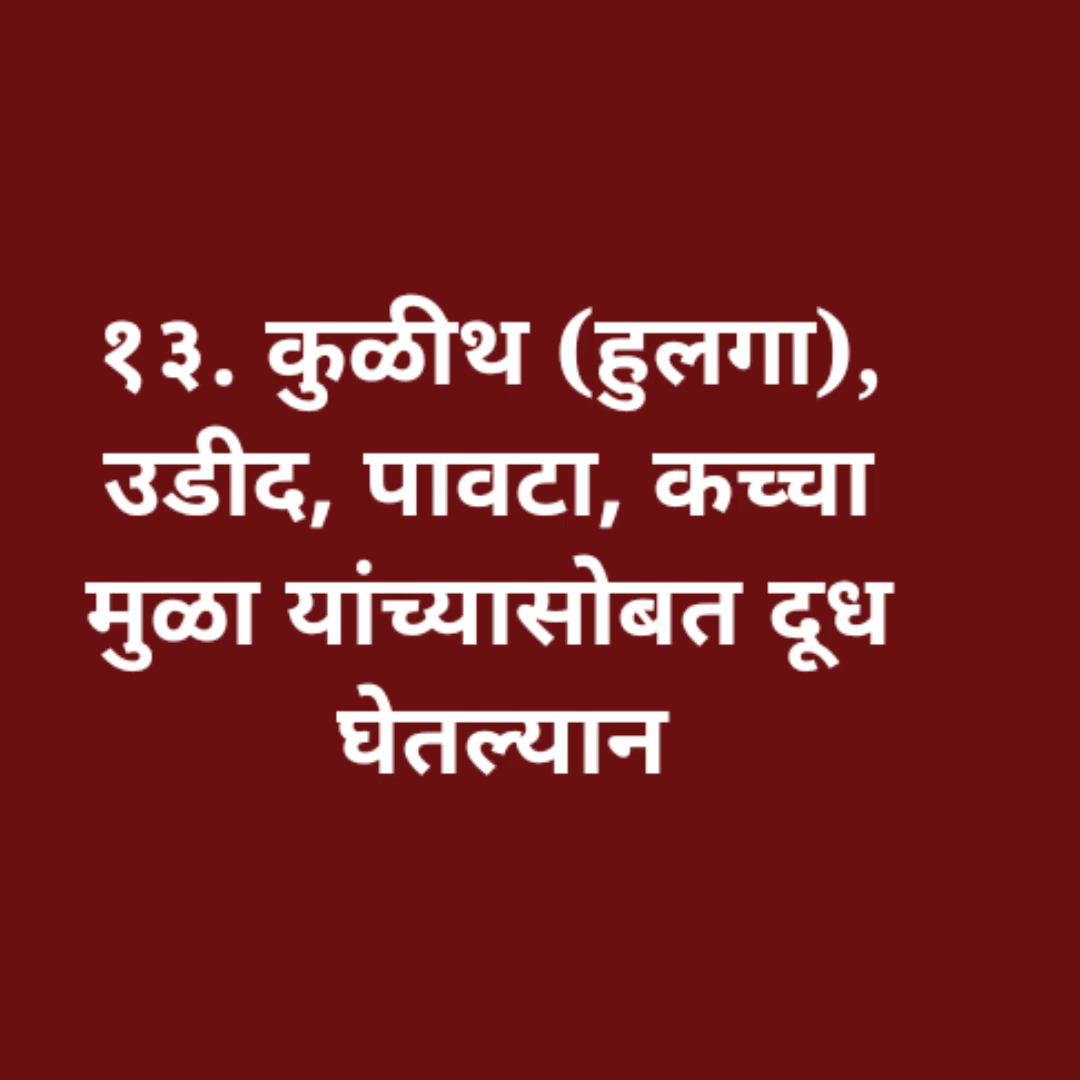 १३. कुळीथ (हुलगा),
उडीद, पावटा, कच्चा
मुळा यांच्यासोबत दूध
घेतल्यान